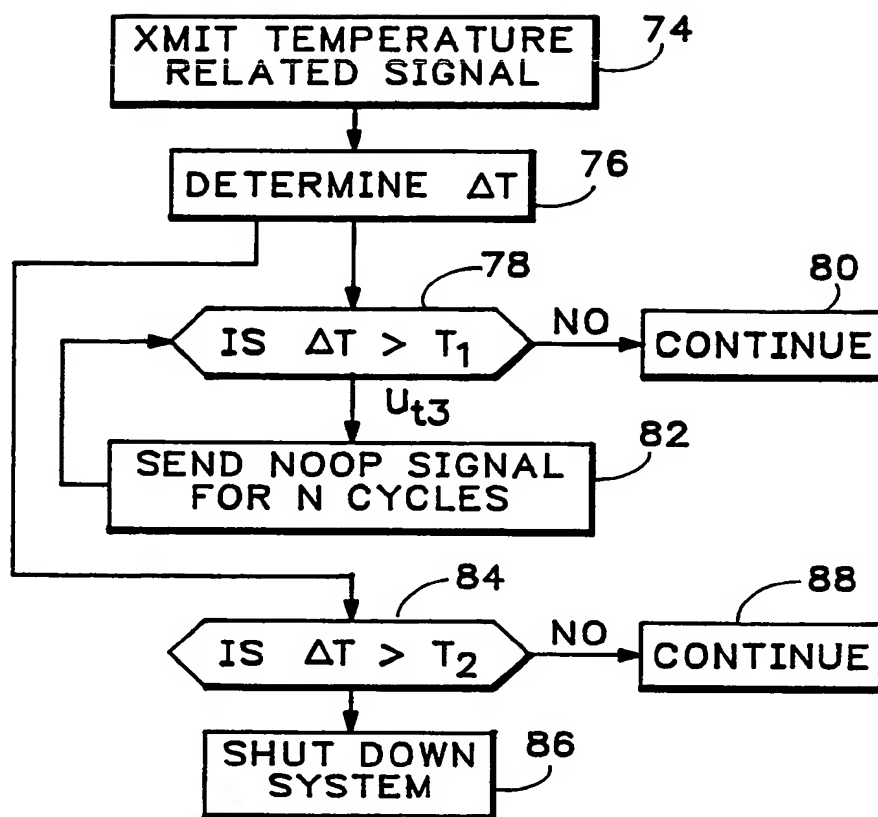 XMIT TEMPERATURE
RELATED SIGNAL
74
DETERMINE ΔT
76
78
IS ΔT > T₁
NO
80
CONTINUE
Uₜ₃
SEND NOOP SIGNAL
FOR N CYCLES
82
84
IS ΔT > T₂
NO
88
CONTINUE
SHUT DOWN
SYSTEM
86